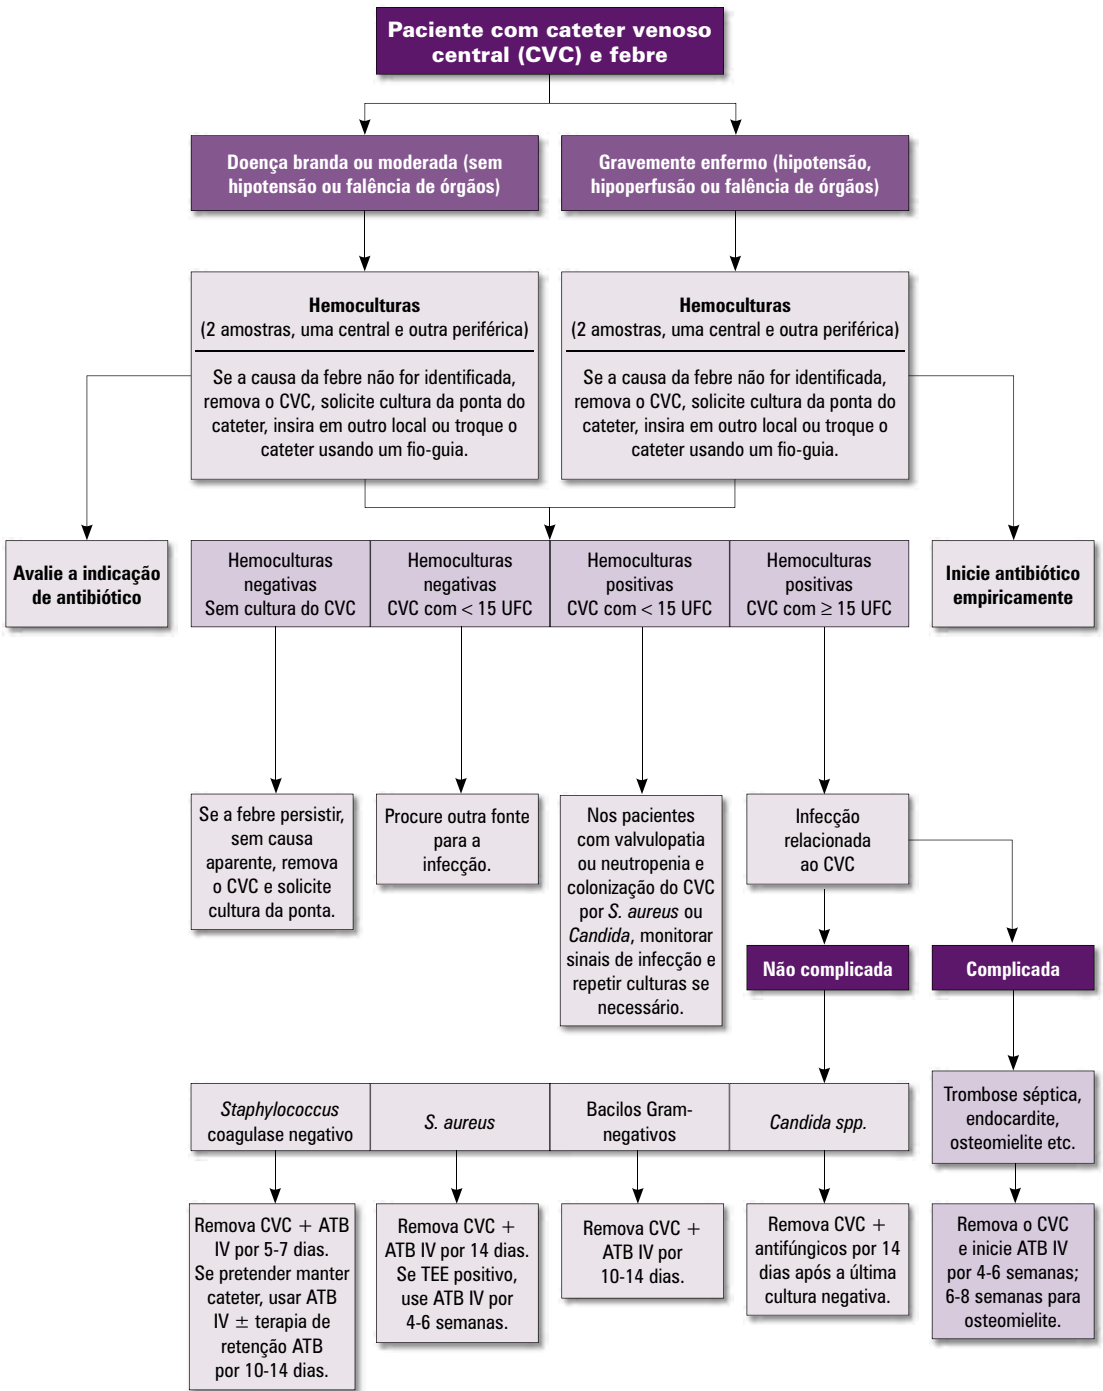 Paciente com cateter venoso
central (CVC) e febre
Doença branda ou moderada (sem
hipotensão ou falência de órgãos)
Gravemente enfermo (hipotensão,
hipoperfusão ou falência de órgãos)
Hemoculturas
(2 amostras, uma central e outra periférica)
Se a causa da febre não for identificada,
remova o CVC, solicite cultura da ponta do
cateter, insira em outro local ou troque o
cateter usando um fio-guia.
Hemoculturas
(2 amostras, uma central e outra periférica)
Se a causa da febre não for identificada,
remova o CVC, solicite cultura da ponta do
cateter, insira em outro local ou troque o
cateter usando um fio-guia.
Avalie a indicação
de antibiótico
Hemoculturas
negativas
Sem cultura do CVC
Hemoculturas
negativas
CVC com < 15 UFC
Hemoculturas
positivas
CVC com < 15 UFC
Hemoculturas
positivas
CVC com ≥ 15 UFC
Inicie antibiótico
empiricamente
Se a febre persistir,
sem causa
aparente, remova
o CVC e solicite
cultura da ponta.
Procure outra fonte
para a
infecção.
Nos pacientes
com valvulopatia
ou neutropenia e
colonização do CVC
por S. aureus ou
Candida, monitorar
sinais de infecção e
repetir culturas se
necessário.
Infecção
relacionada
ao CVC
Não complicada
Complicada
Staphylococcus
coagulase negativo
S. aureus
Bacilos Gram-
negativos
Candida spp.
Trombose séptica,
endocardite,
osteomielite etc.
Remova CVC + ATB
IV por 5-7 dias.
Se pretender manter
cateter, usar ATB
IV ± terapia de
retenção ATB
por 10-14 dias.
Remova CVC +
ATB IV por 14 dias.
Se TEE positivo,
use ATB IV por
4-6 semanas.
Remova CVC +
ATB IV por
10-14 dias.
Remova CVC +
antifúngicos por 14
dias após a última
cultura negativa.
Remova o CVC
e inicie ATB IV
por 4-6 semanas;
6-8 semanas para
osteomielite.